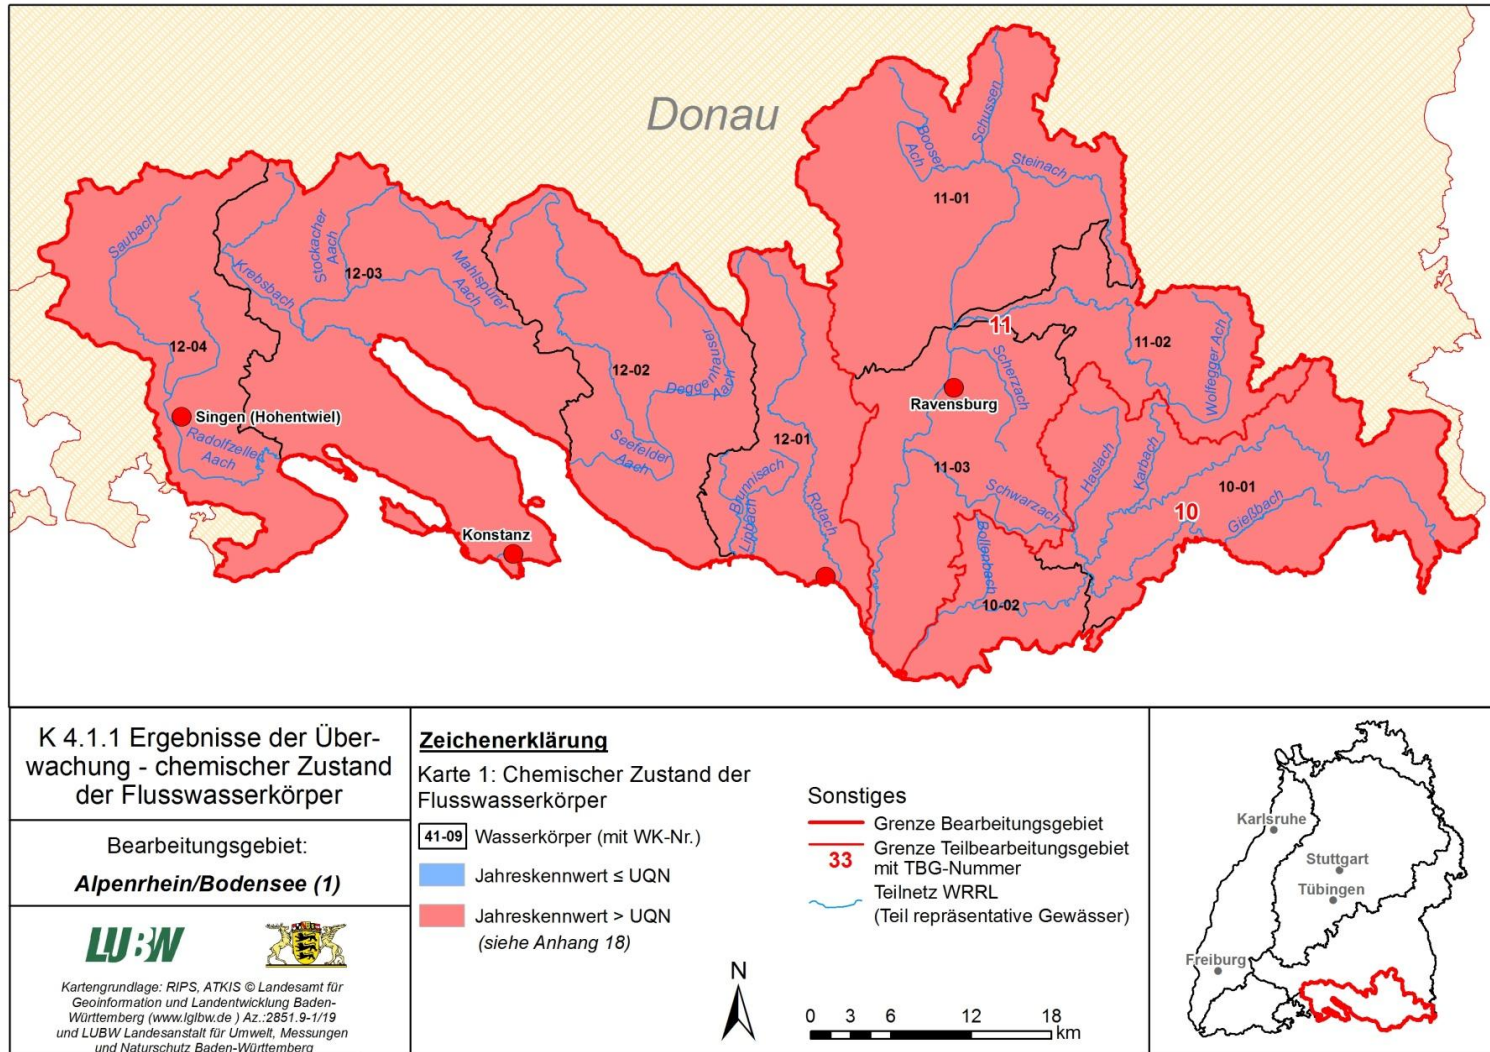 Donau
Saubach
Krebsbach
Stockacher
Aach
12-03
Mahlspürer
Aach
12-04
Singen (Hohentwiel)
Radolfzeller
Aach
Konstanz
12-02
Deggenhauser
Aach
Seefelder
Aach
12-01
Brunnisach
Lipbach
Rotach
Booser
Ach
Schussen
Steinach
11-01
11
11-02
Wolfegger Ach
Scherzach
Ravensburg
11-03
Schwarzach
Haslach
Karbach
10-01
10
Gießbach
Bollenbach
10-02
K 4.1.1 Ergebnisse der Über-
wachung - chemischer Zustand
der Flusswasserkörper
Bearbeitungsgebiet:
Alpenrhein/Bodensee (1)
LUBW
Kartengrundlage: RIPS, ATKIS © Landesamt für
Geoinformation und Landentwicklung Baden-
Württemberg (www.lglbw.de ) Az.:2851.9-1/19
und LUBW Landesanstalt für Umwelt, Messungen
und Naturschutz Baden-Württemberg
Zeichenerklärung
Karte 1: Chemischer Zustand der
Flusswasserkörper
41-09 Wasserkörper (mit WK-Nr.)
Jahreskennwert ≤ UQN
Jahreskennwert > UQN
(siehe Anhang 18)
Sonstiges
Grenze Bearbeitungsgebiet
Grenze Teilbearbeitungsgebiet
33 mit TBG-Nummer
Teilnetz WRRL
(Teil repräsentative Gewässer)
N
0 3 6 12 18
km
Karlsruhe
Stuttgart
Tübingen
Freiburg